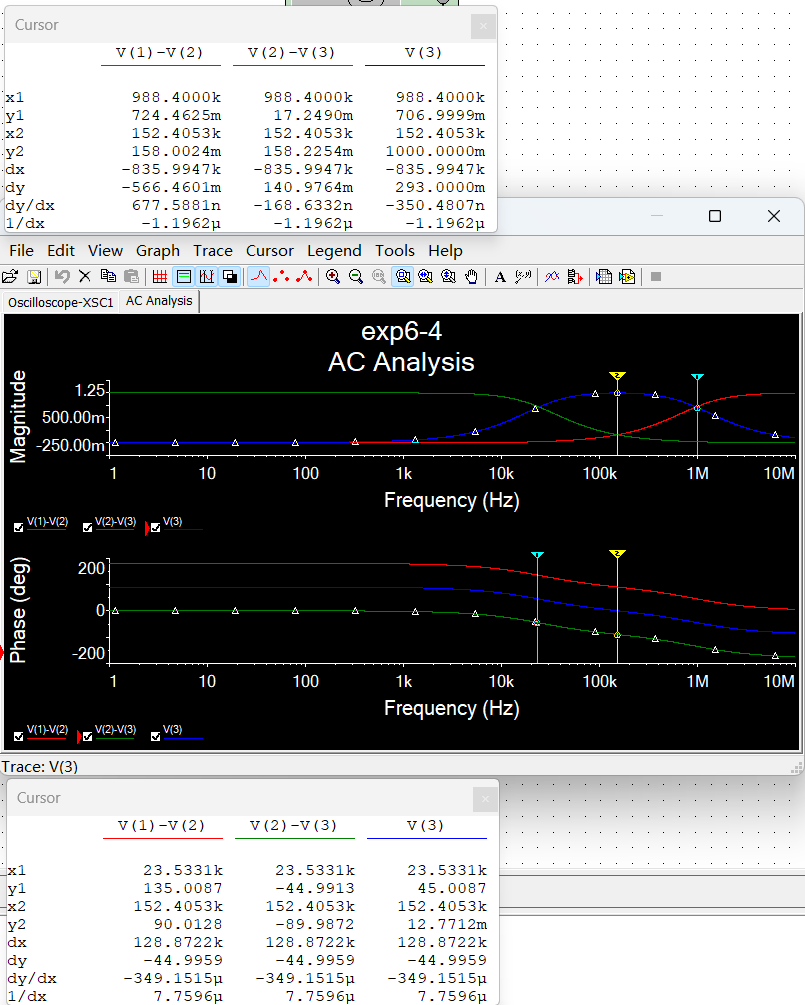 Cursor
V(1)-V(2) V(2)-V(3) V(3)
x1 988.4000k 988.4000k 988.4000k
y1 724.4625m 17.2490m 706.9999m
x2 152.4053k 152.4053k 152.4053k
y2 158.0024m 158.2254m 1000.0000m
dx -835.9947k -835.9947k -835.9947k
dy -566.4601m 140.9764m 293.0000m
dy/dx 677.5881n -168.6332n -350.4807n
1/dx -1.1962µ -1.1962µ -1.1962µ
File Edit View Graph Trace Cursor Legend Tools Help
Oscilloscope-XSC1 AC Analysis
exp6-4
AC Analysis
Magnitude
1.25
500.00m
-250.00m
1 10 100 1k 10k 100k 1M 10M
Frequency (Hz)
V(1)-V(2) V(2)-V(3) V(3)
Phase (deg)
200
0
-200
1 10 100 1k 10k 100k 1M 10M
Frequency (Hz)
V(1)-V(2) V(2)-V(3) V(3)
Trace: V(3)
Cursor
V(1)-V(2) V(2)-V(3) V(3)
x1 23.5331k 23.5331k 23.5331k
y1 135.0087 -44.9913 45.0087
x2 152.4053k 152.4053k 152.4053k
y2 90.0128 -89.9872 12.7712m
dx 128.8722k 128.8722k 128.8722k
dy -44.9959 -44.9959 -44.9959
dy/dx -349.1515µ -349.1515µ -349.1515µ
1/dx 7.7596µ 7.7596µ 7.7596µ